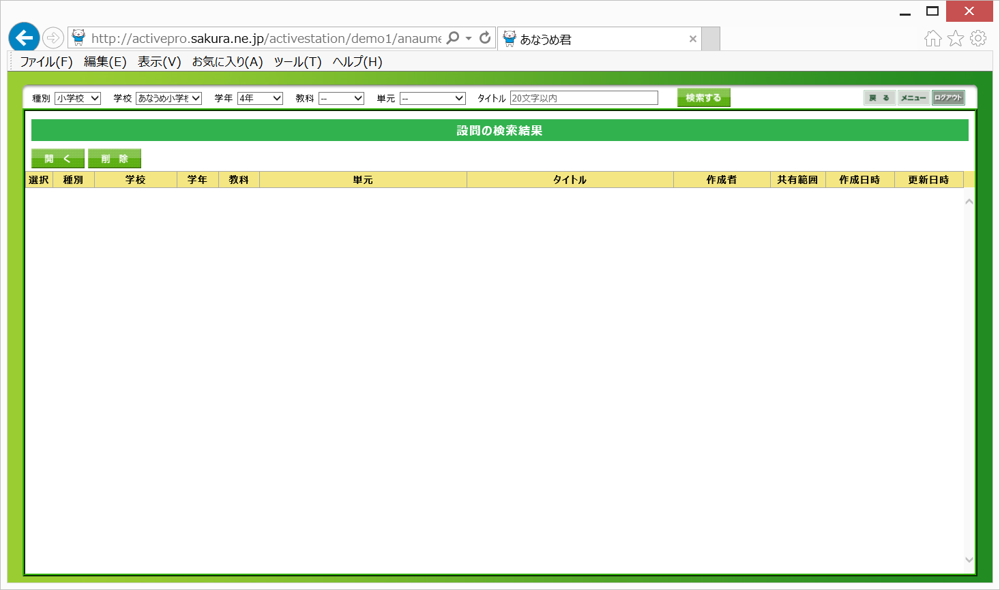 http://activepro.sakura.ne.jp/activestation/demo1/anaume あなうめ君
ファイル(F) 編集(E) 表示(V) お気に入り(A) ツール(T) ヘルプ(H)
種別 小学校 学校 あなうめ小学校 学年 4年 教科 -- 単元 -- タイトル 20文字以内 検索する 戻る メニュー ログアウト
設問の検索結果
開く 削除
選択 種別 学校 学年 教科 単元 タイトル 作成者 共有範囲 作成日時 更新日時